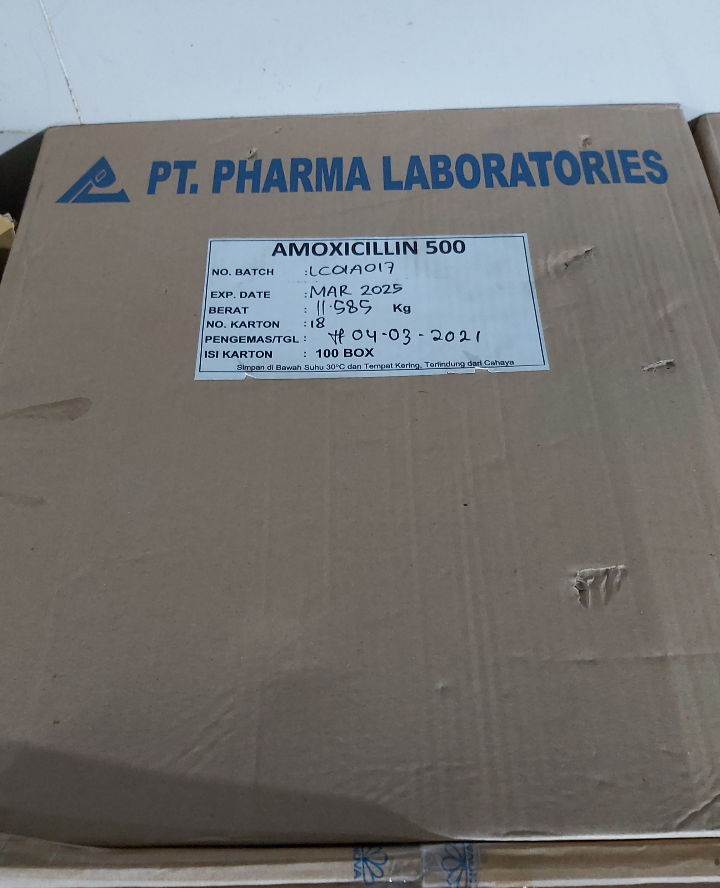 PT. PHARMA LABORATORIES
AMOXICILLIN 500
NO. BATCH : LC01A017
EXP. DATE : MAR 2025
BERAT : 11.585 Kg
NO. KARTON : 18
PENGEMAS/TGL : 04-03-2021
ISI KARTON : 100 BOX
Simpan di Bawah Suhu 30°C dan Tempat Kering, Terlindung dari Cahaya